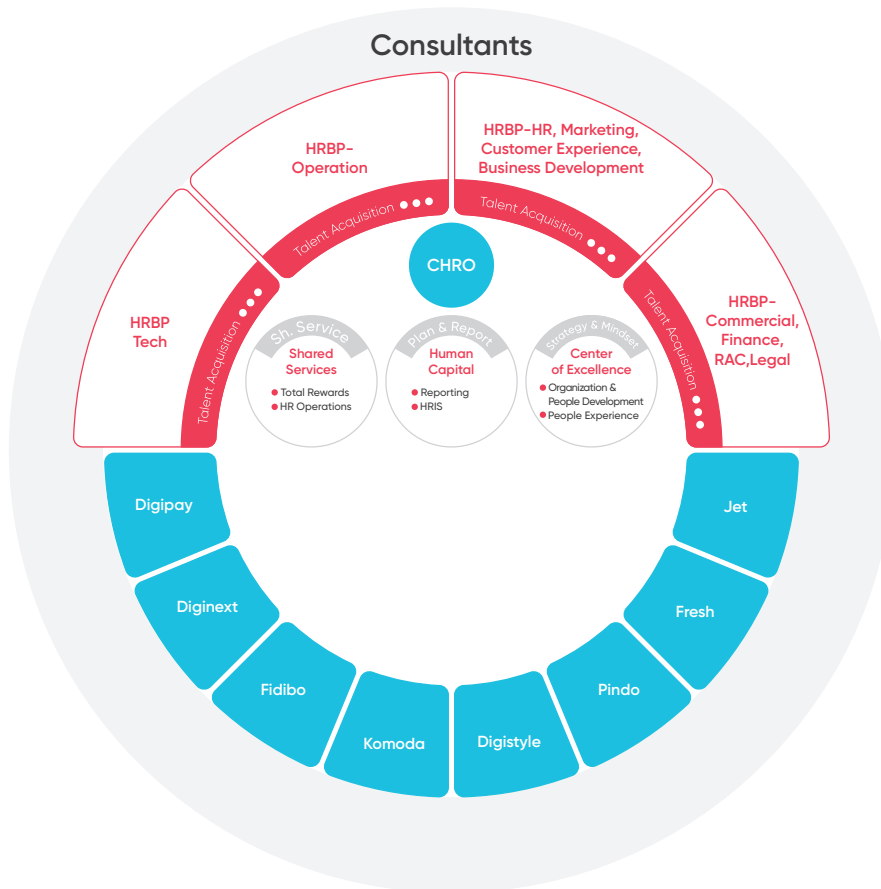 Consultants
HRBP-
Operation
HRBP-HR, Marketing,
Customer Experience,
Business Development
HRBP
Tech
HRBP-
Commercial,
Finance,
RAC,Legal
Talent Acquisition
Talent Acquisition
Talent Acquisition
Talent Acquisition
CHRO
Sh. Service
Shared
Services
Total Rewards
HR Operations
Plan & Report
Human
Capital
Reporting
HRIS
Strategy & Mindset
Center
of Excellence
Organization &
People Development
People Experience
Digipay
Diginext
Fidibo
Komoda
Digistyle
Pindo
Fresh
Jet